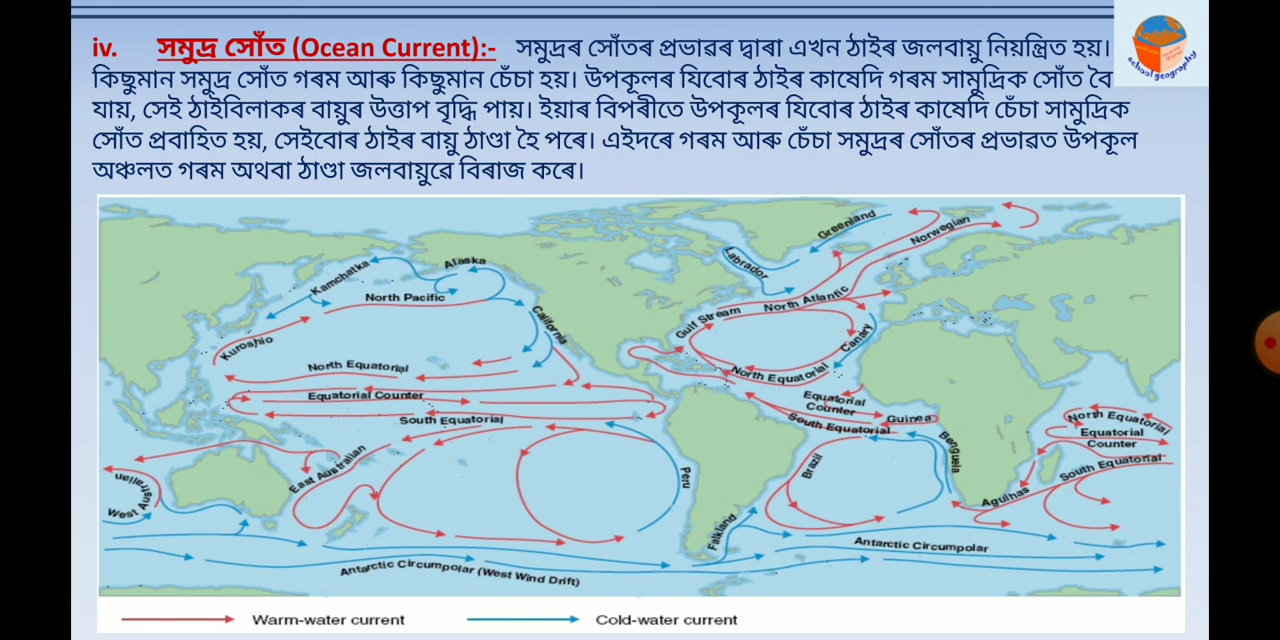 iv. সমুদ্ৰ সোঁত (Ocean Current):- সমুদ্ৰৰ সোঁতৰ প্ৰভাৱৰ দ্বাৰা এখন ঠাইৰ জলবায়ু নিয়ন্ত্ৰিত হয়।
কিছুমান সমুদ্ৰ সোঁত গৰম আৰু কিছুমান চেঁচা হয়। উপকূলৰ যিবোৰ ঠাইৰ কাষেদি গৰম সামুদ্ৰিক সোঁত বৈ
যায়, সেই ঠাইবিলাকৰ বায়ুৰ উত্তাপ বৃদ্ধি পায়। ইয়াৰ বিপৰীতে উপকূলৰ যিবোৰ ঠাইৰ কাষেদি চেঁচা সামুদ্ৰিক
সোঁত প্ৰবাহিত হয়, সেইবোৰ ঠাইৰ বায়ু ঠাণ্ডা হৈ পৰে। এইদৰে গৰম আৰু চেঁচা সমুদ্ৰৰ সোঁতৰ প্ৰভাৱত উপকূল
অঞ্চলত গৰম অথবা ঠাণ্ডা জলবায়ুৱে বিৰাজ কৰে।
school geography
Greenland
Norwegian
Labrador
Alaska
Kamchatka
North Pacific
North Atlantic
Gulf Stream
California
Canary
Kuroshio
North Equatorial
North Equatorial
Equatorial Counter
Equatorial
Counter
South Equatorial
South Equatorial
Guinea
North Equatorial
Equatorial
Counter
South Equatorial
Benguela
Brazil
East Australian
Peru
West Australian
Agulhas
Falkland
Antarctic Circumpolar
Antarctic Circumpolar (West Wind Drift)
Warm-water current
Cold-water current